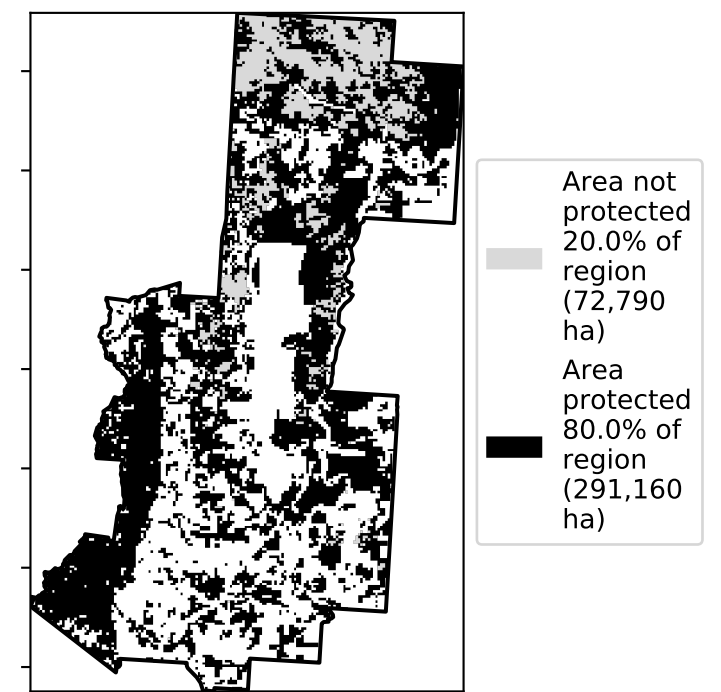 Area not
protected
20.0% of
region
(72,790
ha)
Area
protected
80.0% of
region
(291,160
ha)